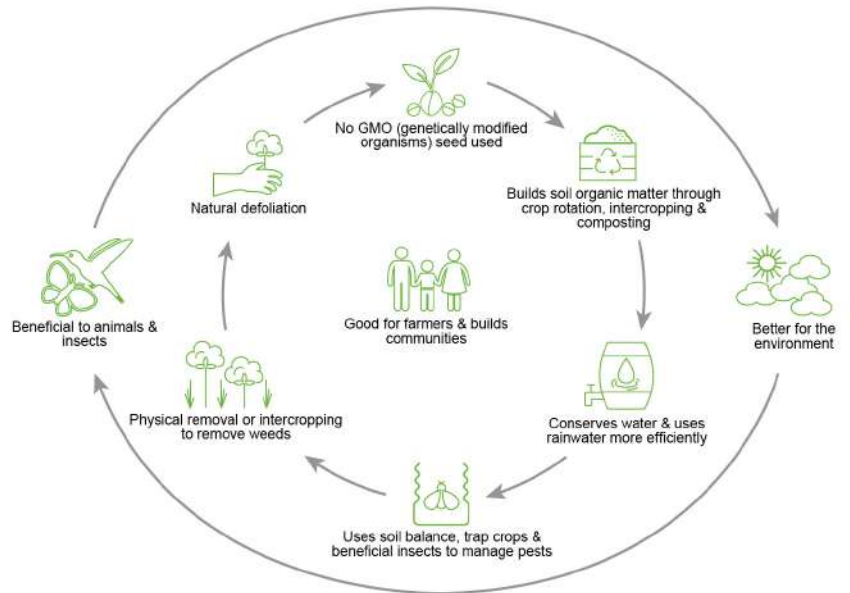 No GMO (genetically modified
organisms) seed used
Builds soil organic matter through
crop rotation, intercropping &
composting
Natural defoliation
Beneficial to animals &
insects
Good for farmers & builds
communities
Better for the
environment
Physical removal or intercropping
to remove weeds
Conserves water & uses
rainwater more efficiently
Uses soil balance, trap crops &
beneficial insects to manage pests